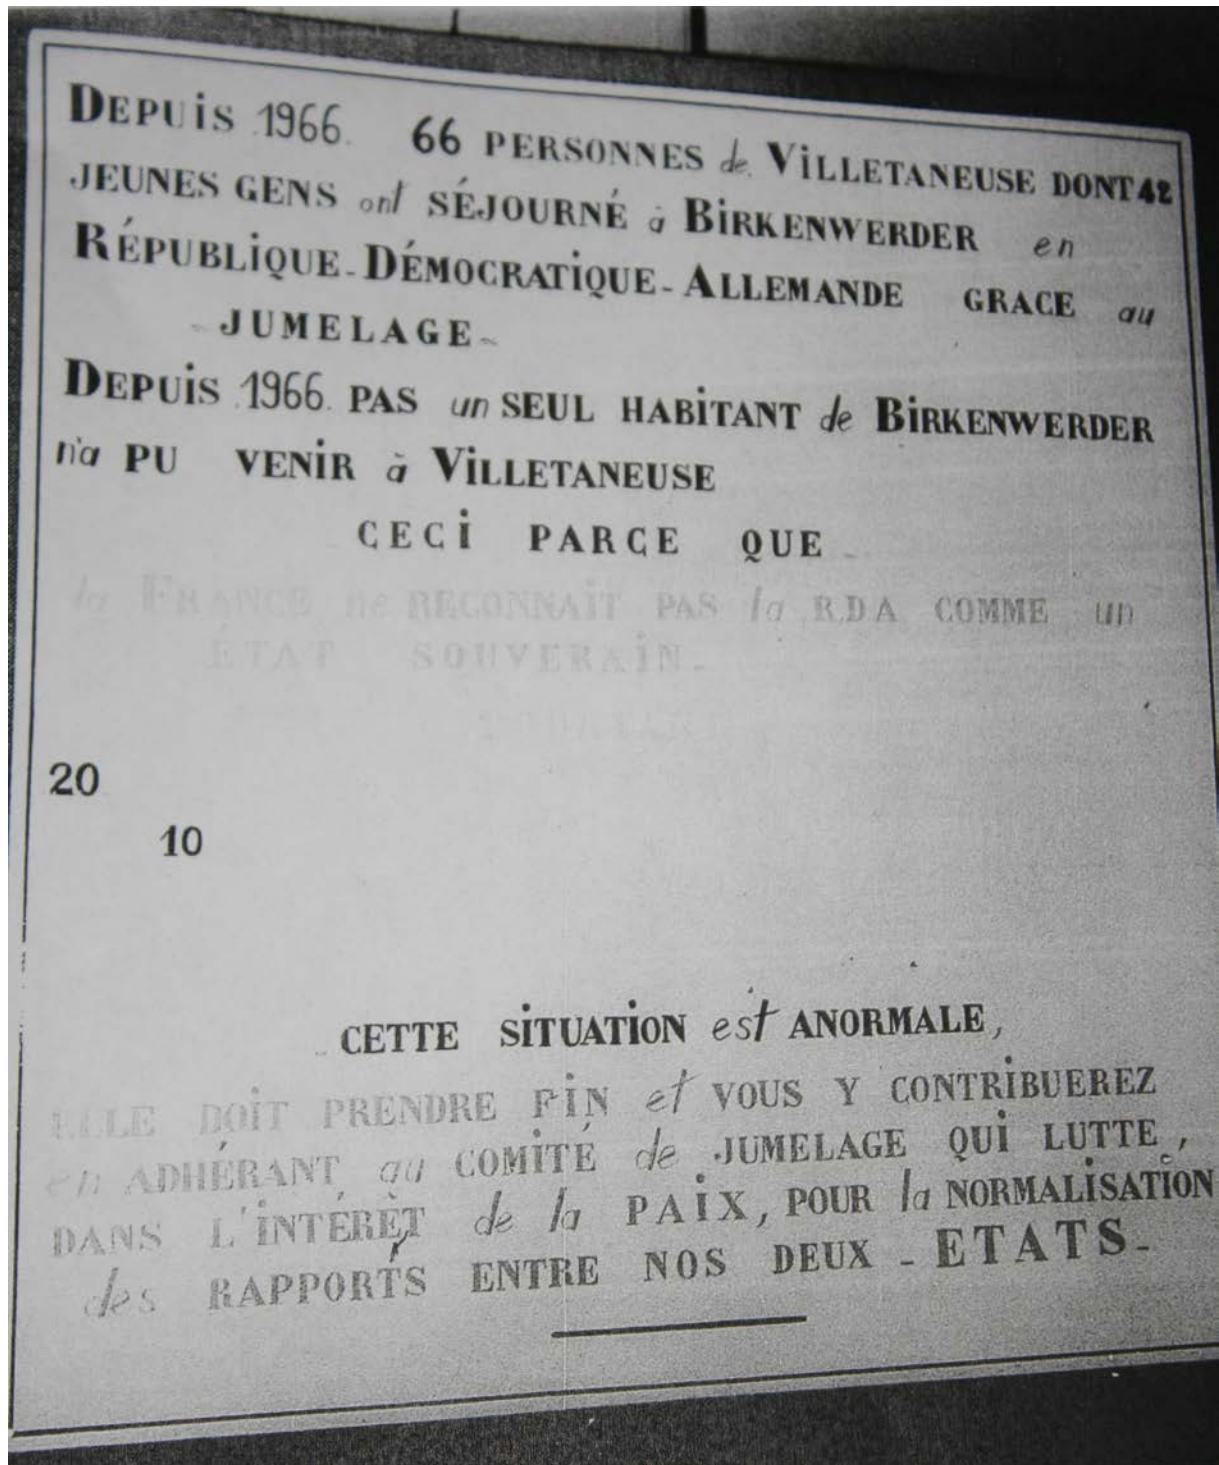 DEPUiS 1966. 66 PERSONNES de ViLLETANEUSE DONT 42
JEUNES GENS ont SÉJOURNÉ à BiRKENWERDER en
RÉPUBLiQUE-DÉMOCRATiQUE-ALLEMANDE GRACE au
-JUMELAGE-
DEPUiS 1966. PAS un SEUL HABiTANT de BiRKENWERDER
n'a PU VENiR à ViLLETANEUSE
CECi PARCE QUE -
la FRANCE ne RECONNAiT PAS la R.D A COMME un
ÉTAT SOUVERAiN-
20
10
- CETTE SiTUATiON est ANORMALE,
ELLE DOiT PRENDRE FiN et VOUS Y CONTRiBUEREZ
en ADHÉRANT au COMiTÉ de JUMELAGE QUi LUTTE,
DANS L'iNTÉRÊT de la PAiX, POUR la NORMALiSATiON
des RAPPORTS ENTRE NOS DEUX - ETATS-